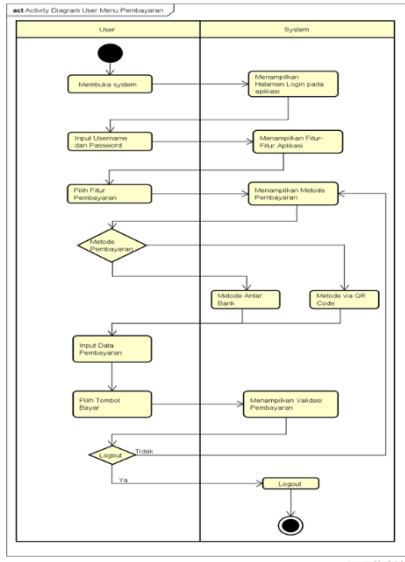 act Activity Diagram User Menu Pembayaran
User
System
Membuka system
Menampilkan
Halaman Login pada
aplikasi
Input Username
dan Password
Menampilkan Fitur-
Fitur Aplikasi
Pilih Fitur
Pembayaran
Menampilkan Metode
Pembayaran
Metode
Pembayaran
Metode Antar
Bank
Metode via QR
Code
Input Data
Pembayaran
Pilih Tombol
Bayar
Menampilkan Validasi
Pembayaran
Logout
Tidak
Ya
Logout